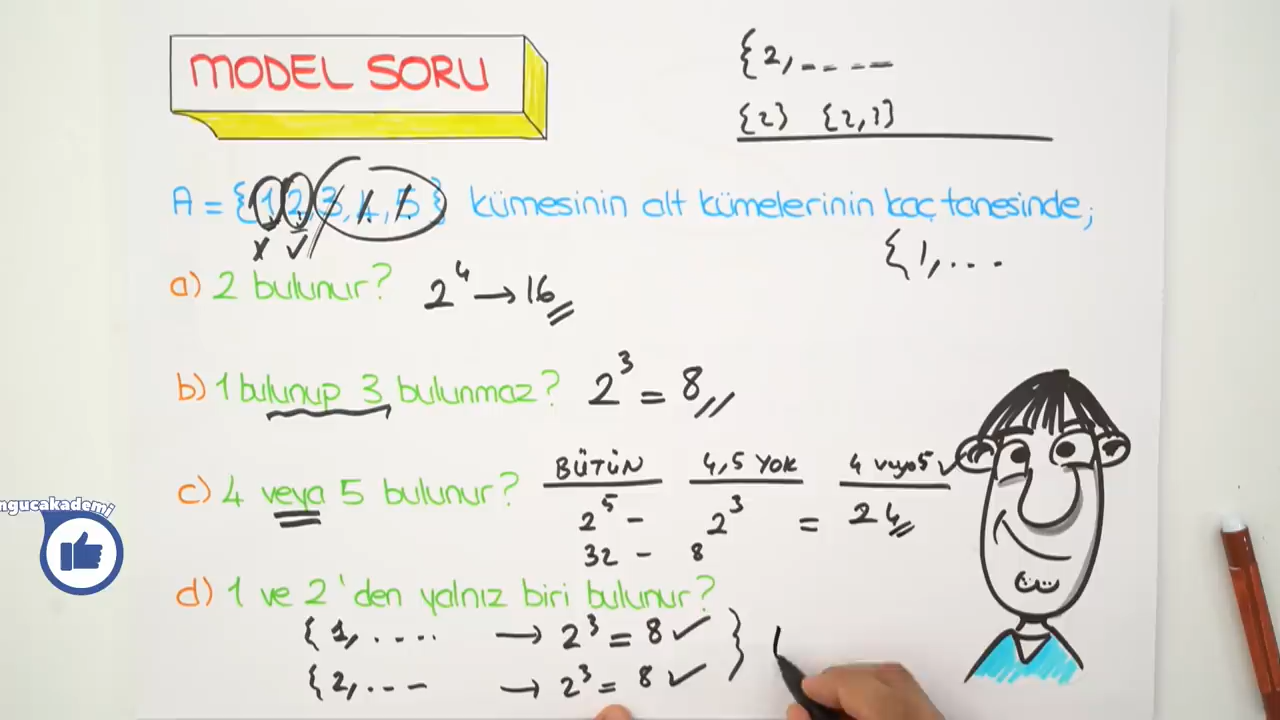 MODEL SORU
{2,----
{2} {2,1}
A = {1,2,3,4,5} kümesinin alt kümelerinin kaç tanesinde;
{1,...
a) 2 bulunur? 2⁴ → 16
b) 1 bulunup 3 bulunmaz? 2³ = 8
BÜTÜN 4,5 YOK 4 veya 5 ✓
c) 4 veya 5 bulunur? 2⁵ - 2³ = 24
32 - 8
ngucakademi
d) 1 ve 2'den yalnız biri bulunur?
{1,..... → 2³ = 8 ✓
{2,..-- → 2³ = 8 ✓